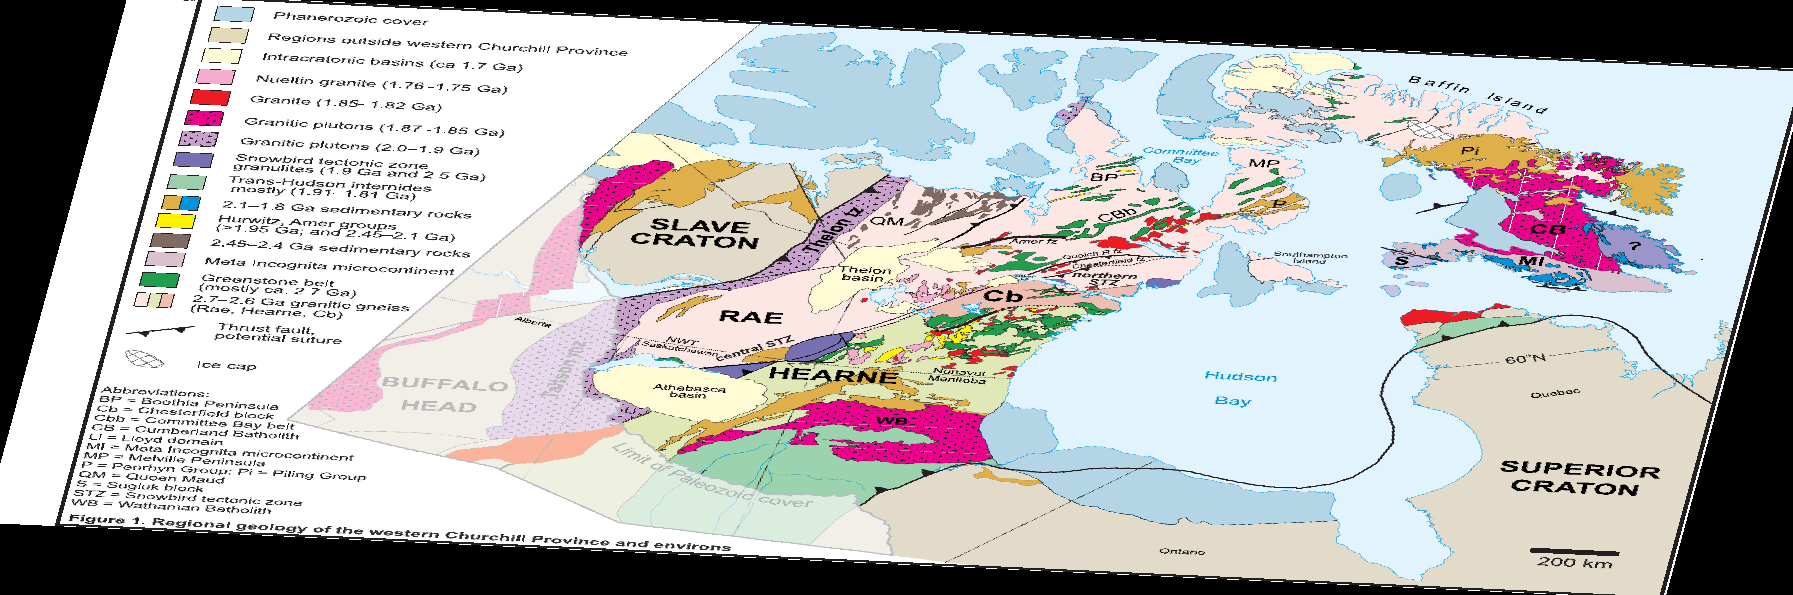 Phanerozoic cover
Regions outside western Churchill Province
Intracratonic basins (ca 1.7 Ga)
Nueltin granite (1.76 -1.75 Ga)
Granite (1.85- 1.82 Ga)
Granitic plutons (1.87 -1.85 Ga)
Granitic plutons (2.0–1.9 Ga)
Snowbird tectonic zone
granulites (1.9 Ga and 2.5 Ga)
Trans-Hudson internides
mostly (1.91- 1.81 Ga)
2.1–1.8 Ga sedimentary rocks
Hurwitz, Amer groups
(>1.95 Ga; and 2.45–2.1 Ga)
2.45–2.4 Ga sedimentary rocks
Meta Incognita microcontinent
Greenstone belt
(mostly ca. 2.7 Ga)
2.7–2.6 Ga granitic gneiss
(Rae, Hearne, Cb)
Thrust fault,
potential suture
Ice cap
Abbreviations:
BP = Boothia Peninsula
Cb = Chesterfield block
Cbb = Committee Bay belt
CB = Cumberland Batholith
LI = Lloyd domain
MI = Meta Incognita microcontinent
MP = Melville Peninsula
P = Penrhyn Group; Pi = Piling Group
QM = Queen Maud
S = Sugluk block
STZ = Snowbird tectonic zone
WB = Wathaman Batholith
Figure 1. Regional geology of the western Churchill Province and environs
Baffin Island
Committee
Bay
MP
Pi
BP
CBb
P
SLAVE
CRATON
Thelon tz
QM
Amer fz
Quoich R fz
Chesterfield fz
northern
STZ
Southampton
Island
CB
?
S
MI
Thelon
basin
Cb
RAE
Alberta
NWT
Saskatchewan
central STZ
HEARNE
Nunavut
Manitoba
Athabasca
basin
BUFFALO
HEAD
WB
Limit of Paleozoic cover
Hudson
Bay
60°N
Quebec
SUPERIOR
CRATON
Ontario
200 km